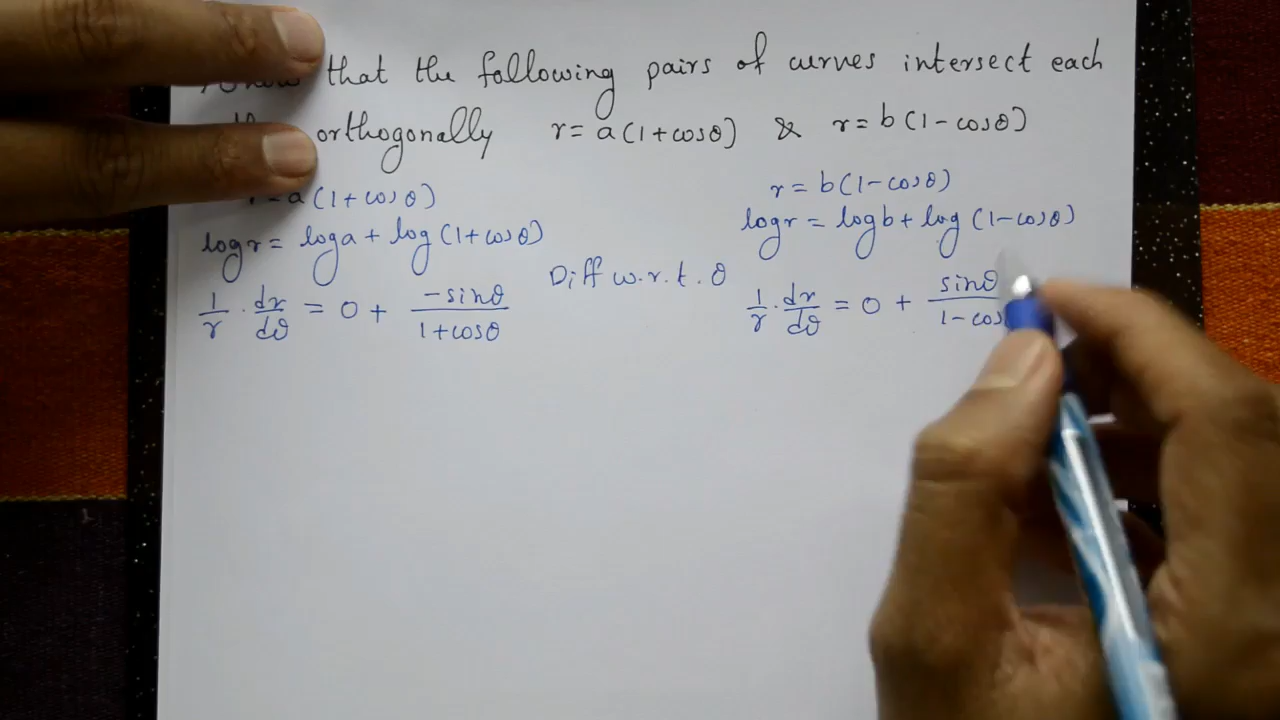 that the following pairs of curves intersect each
orthogonally r = a(1+cosθ) & r = b(1-cosθ)
= a(1+cosθ)
log r = log a + log(1+cosθ)
1/r · dr/dθ = 0 + -sinθ/1+cosθ
Diff w.r.t. θ
r = b(1-cosθ)
log r = log b + log(1-cosθ)
1/r · dr/dθ = 0 + sinθ/1-cos